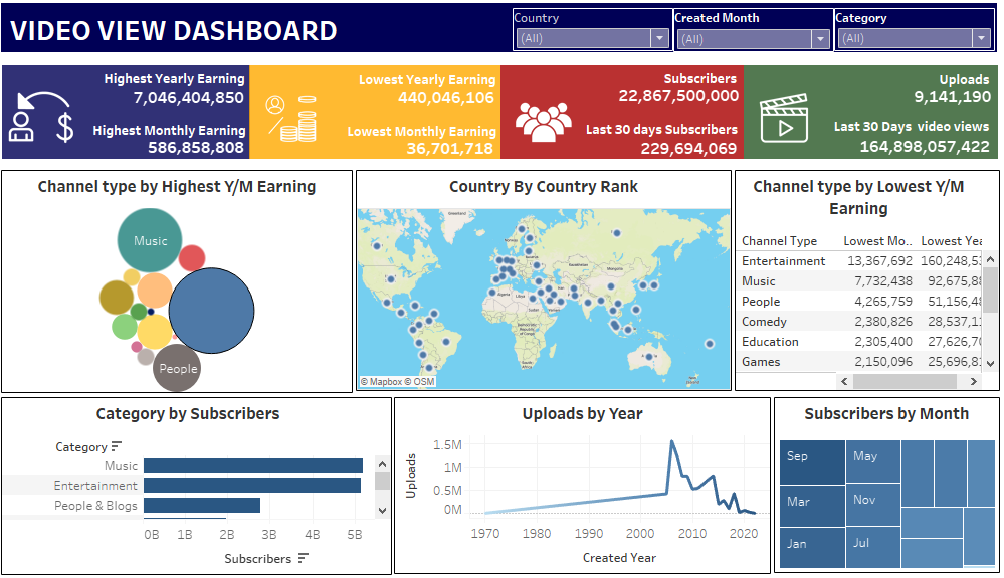 VIDEO VIEW DASHBOARD
Country
(All)
Created Month
(All)
Category
(All)
Highest Yearly Earning
7,046,404,850
Highest Monthly Earning
586,858,808
Lowest Yearly Earning
440,046,106
Lowest Monthly Earning
36,701,718
Subscribers
22,867,500,000
Last 30 days Subscribers
229,694,069
Uploads
9,141,190
Last 30 Days video views
164,898,057,422
Channel type by Highest Y/M Earning
Music
People
Country By Country Rank
© Mapbox © OSM
Channel type by Lowest Y/M
Earning
Channel Type Lowest Mo.. Lowest Yea
Entertainment 13,367,692 160,248,53
Music 7,732,438 92,675,88
People 4,265,759 51,156,48
Comedy 2,380,826 28,537,11
Education 2,305,400 27,626,70
Games 2,150,096 25,696,81
Category by Subscribers
Category
Music
Entertainment
People & Blogs
0B 1B 2B 3B 4B 5B
Subscribers
Uploads by Year
Uploads
1.5M
1M
0.5M
0M
1970 1980 1990 2000 2010 2020
Created Year
Subscribers by Month
Sep
May
Mar
Nov
Jan
Jul